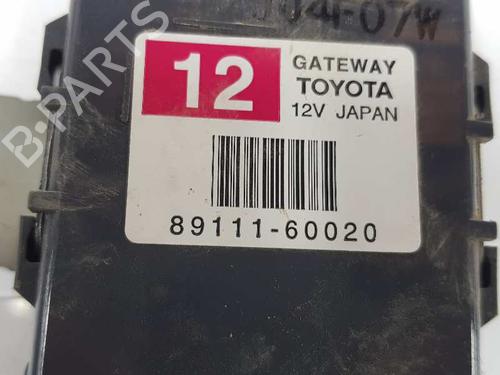 12
GATEWAY
TOYOTA
12V JAPAN
89111-60020
B-PARTS